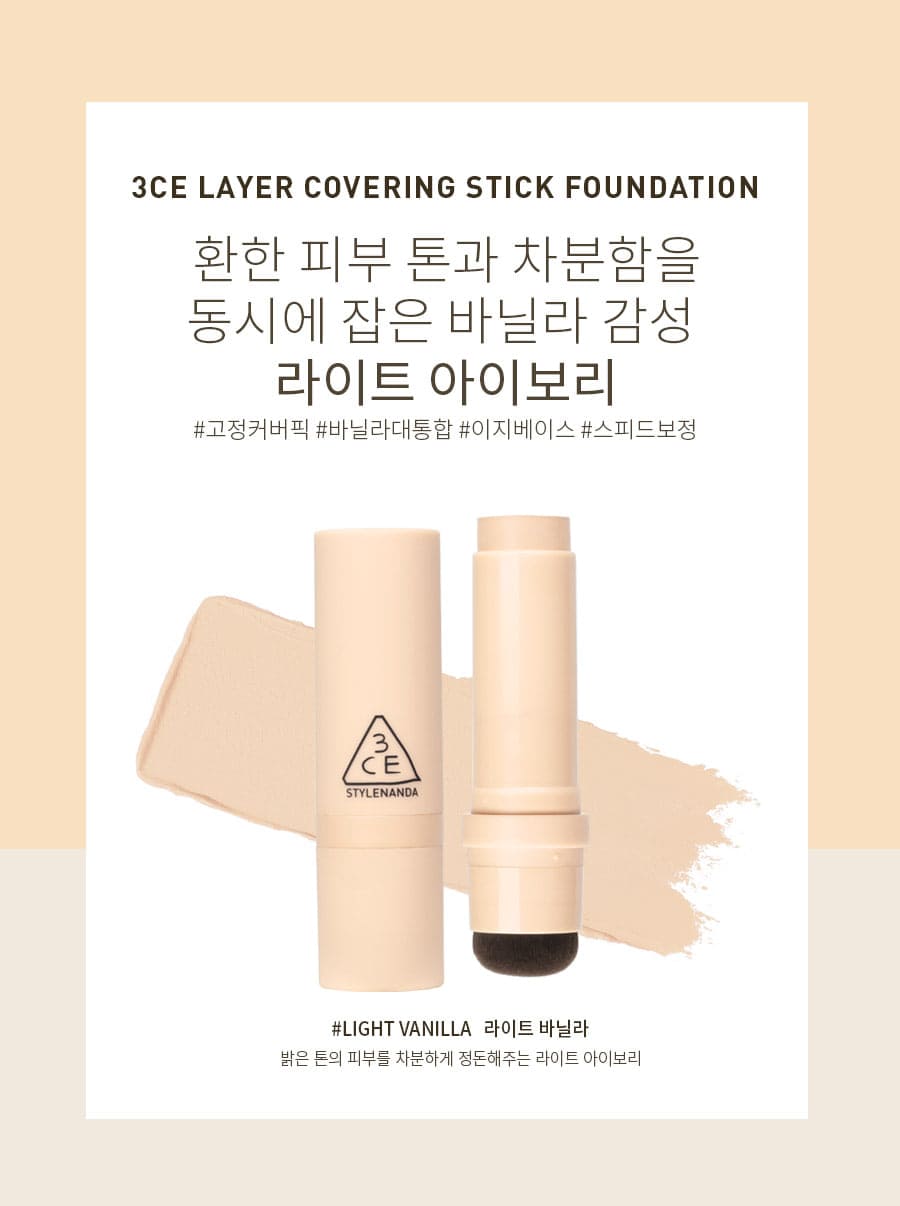 3CE LAYER COVERING STICK FOUNDATION
환한 피부 톤과 차분함을
동시에 잡은 바닐라 감성
라이트 아이보리
#고정커버픽 #바닐라대통합 #이지베이스 #스피드보정
3
CE
STYLENANDA
#LIGHT VANILLA 라이트 바닐라
밝은 톤의 피부를 차분하게 정돈해주는 라이트 아이보리